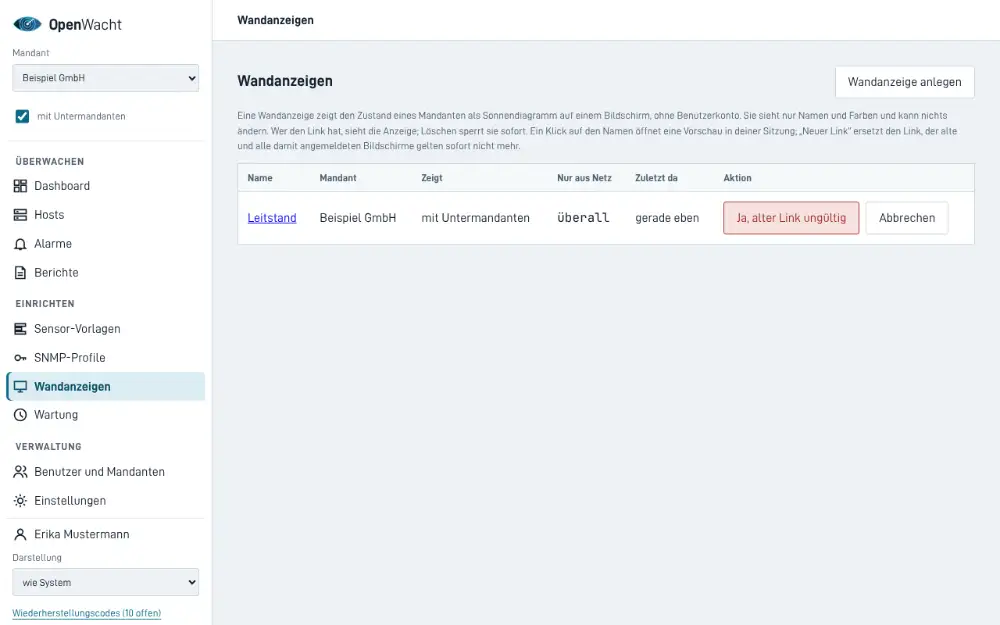 OpenWacht
Mandant
Beispiel GmbH
mit Untermandanten
ÜBERWACHEN
Dashboard
Hosts
Alarme
Berichte
EINRICHTEN
Sensor-Vorlagen
SNMP-Profile
Wandanzeigen
Wartung
VERWALTUNG
Benutzer und Mandanten
Einstellungen
Erika Mustermann
Darstellung
wie System
Wiederherstellungscodes (10 offen)
Wandanzeigen
Wandanzeigen
Wandanzeige anlegen
Eine Wandanzeige zeigt den Zustand eines Mandanten als Sonnendiagramm auf einem Bildschirm, ohne Benutzerkonto. Sie sieht nur Namen und Farben und kann nichts
ändern. Wer den Link hat, sieht die Anzeige; Löschen sperrt sie sofort. Ein Klick auf den Namen öffnet eine Vorschau in deiner Sitzung; „Neuer Link" ersetzt den Link, der alte
und alle damit angemeldeten Bildschirme gelten sofort nicht mehr.
Name Mandant Zeigt Nur aus Netz Zuletzt da Aktion
Leitstand Beispiel GmbH mit Untermandanten überall gerade eben Ja, alter Link ungültig Abbrechen